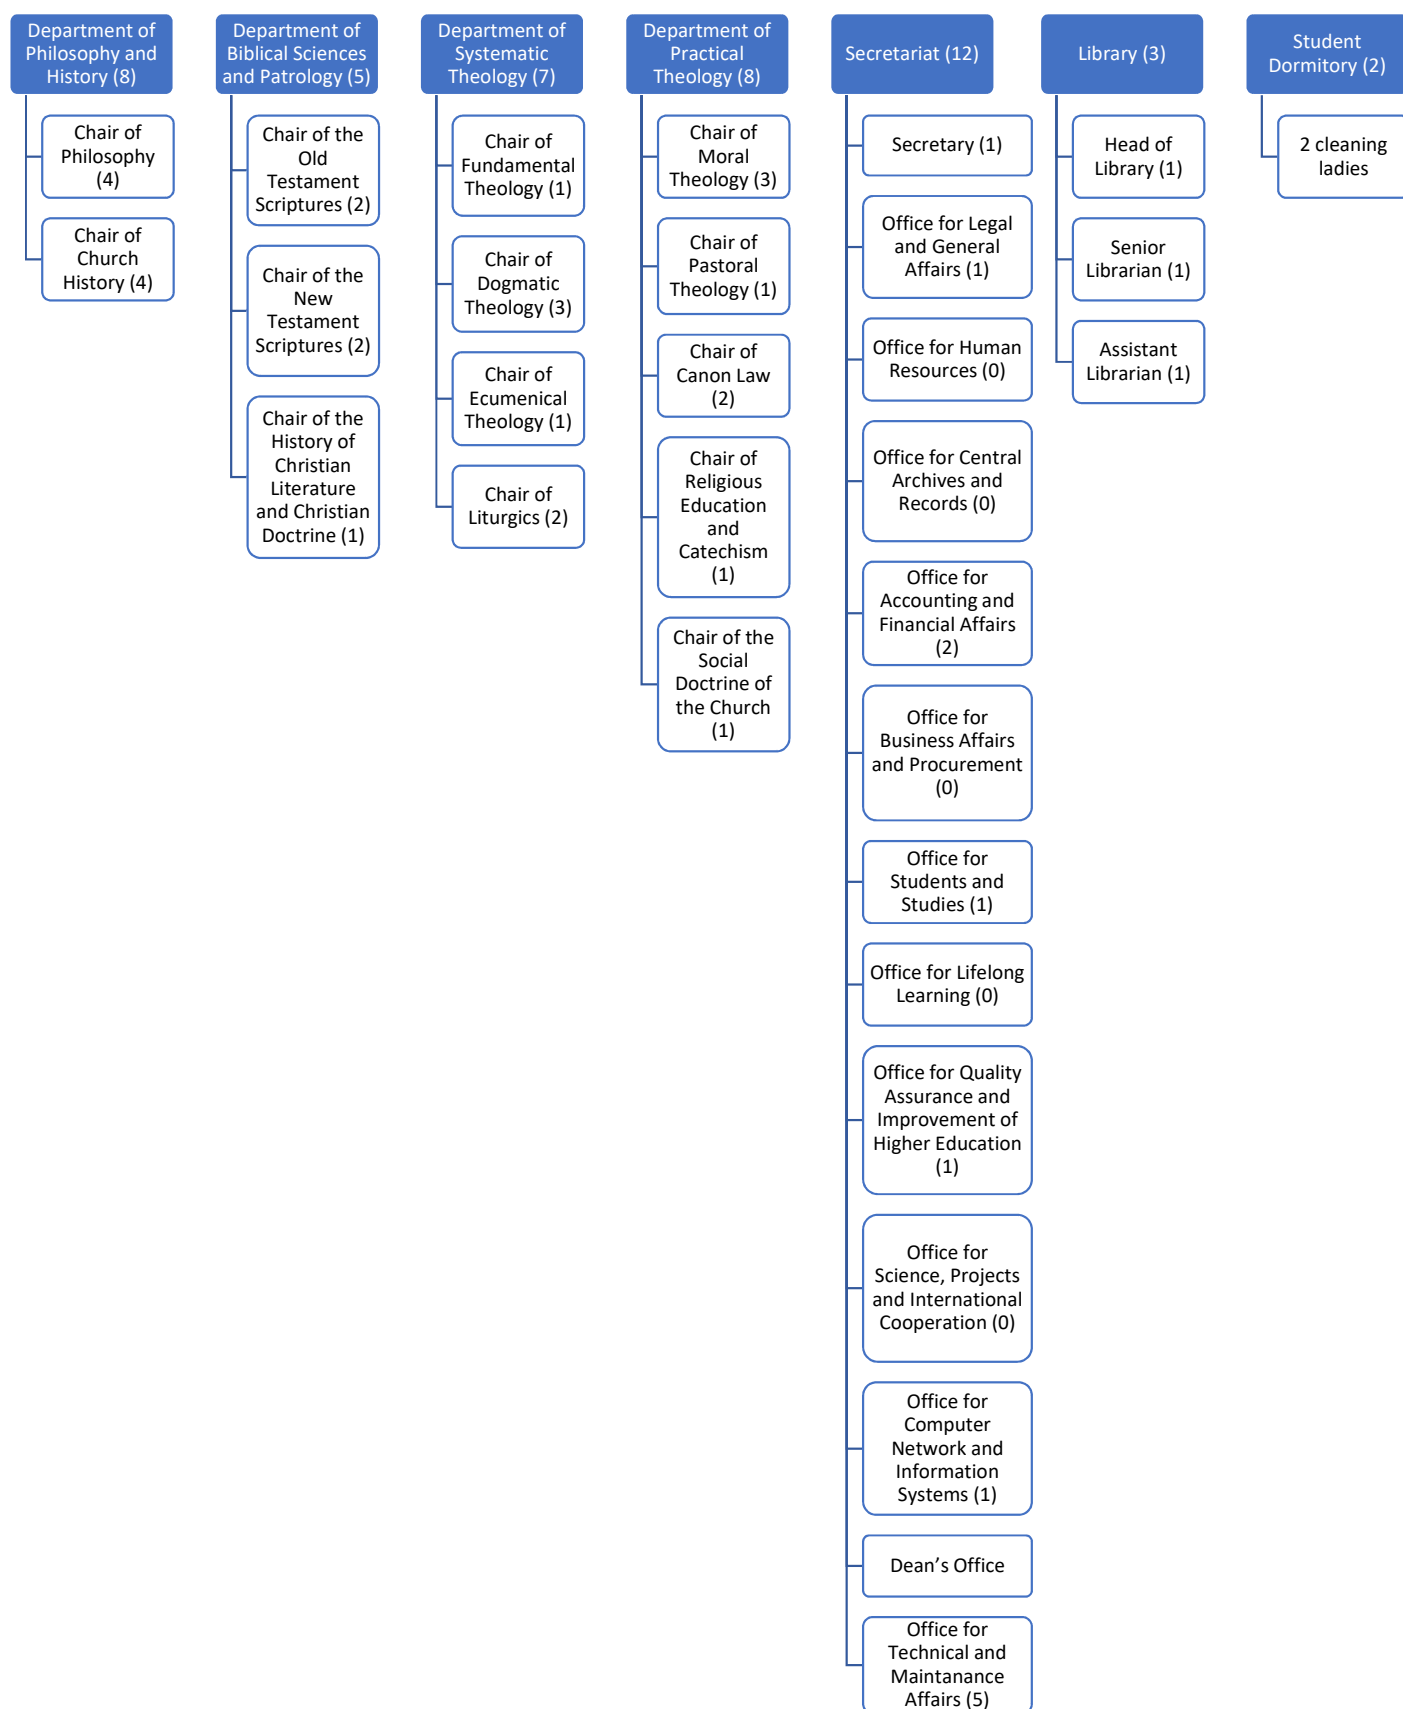 Department of
Philosophy and
History (8)
Chair of
Philosophy
(4)
Chair of
Church
History (4)
Department of
Biblical Sciences
and Patrology (5)
Chair of the
Old
Testament
Scriptures (2)
Chair of the
New
Testament
Scriptures (2)
Chair of the
History of
Christian
Literature
and Christian
Doctrine (1)
Department of
Systematic
Theology (7)
Chair of
Fundamental
Theology (1)
Chair of
Dogmatic
Theology (3)
Chair of
Ecumenical
Theology (1)
Chair of
Liturgics (2)
Department of
Practical
Theology (8)
Chair of
Moral
Theology (3)
Chair of
Pastoral
Theology (1)
Chair of
Canon Law
(2)
Chair of
Religious
Education
and
Catechism
(1)
Chair of the
Social
Doctrine of
the Church
(1)
Secretariat (12)
Secretary (1)
Office for Legal
and General
Affairs (1)
Office for Human
Resources (0)
Office for Central
Archives and
Records (0)
Office for
Accounting and
Financial Affairs
(2)
Office for
Business Affairs
and Procurement
(0)
Office for
Students and
Studies (1)
Office for Lifelong
Learning (0)
Office for Quality
Assurance and
Improvement of
Higher Education
(1)
Office for
Science, Projects
and International
Cooperation (0)
Office for
Computer
Network and
Information
Systems (1)
Dean’s Office
Office for
Technical and
Maintanance
Affairs (5)
Library (3)
Head of
Library (1)
Senior
Librarian (1)
Assistant
Librarian (1)
Student
Dormitory (2)
2 cleaning
ladies